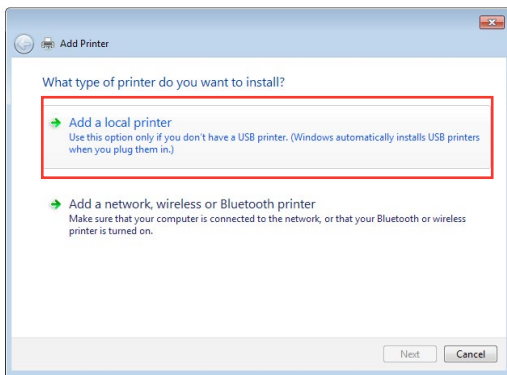 Add Printer
What type of printer do you want to install?
Add a local printer
Use this option only if you don't have a USB printer. (Windows automatically installs USB printers
when you plug them in.)
Add a network, wireless or Bluetooth printer
Make sure that your computer is connected to the network, or that your Bluetooth or wireless
printer is turned on.
Next Cancel